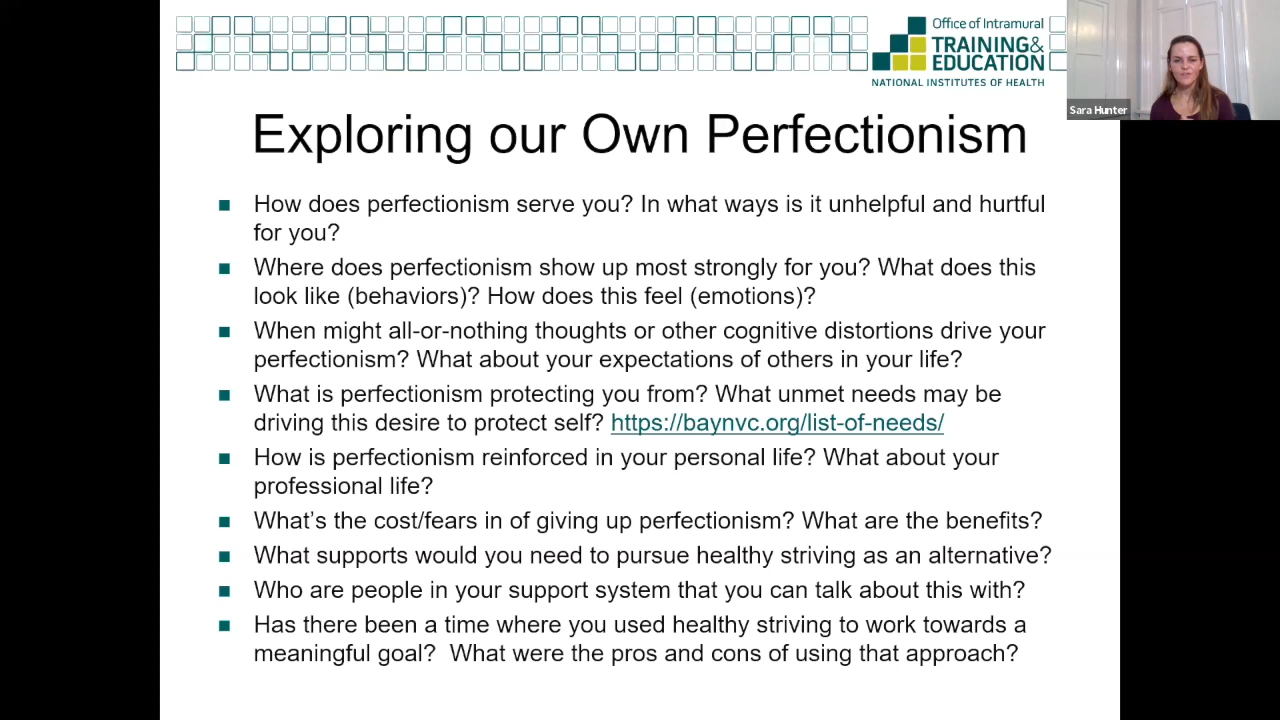 Office of Intramural
TRAINING&
EDUCATION
NATIONAL INSTITUTES OF HEALTH
Sara Hunter
Exploring our Own Perfectionism
How does perfectionism serve you? In what ways is it unhelpful and hurtful
for you?
Where does perfectionism show up most strongly for you? What does this
look like (behaviors)? How does this feel (emotions)?
When might all-or-nothing thoughts or other cognitive distortions drive your
perfectionism? What about your expectations of others in your life?
What is perfectionism protecting you from? What unmet needs may be
driving this desire to protect self? https://baynvc.org/list-of-needs/
How is perfectionism reinforced in your personal life? What about your
professional life?
What’s the cost/fears in of giving up perfectionism? What are the benefits?
What supports would you need to pursue healthy striving as an alternative?
Who are people in your support system that you can talk about this with?
Has there been a time where you used healthy striving to work towards a
meaningful goal?  What were the pros and cons of using that approach?